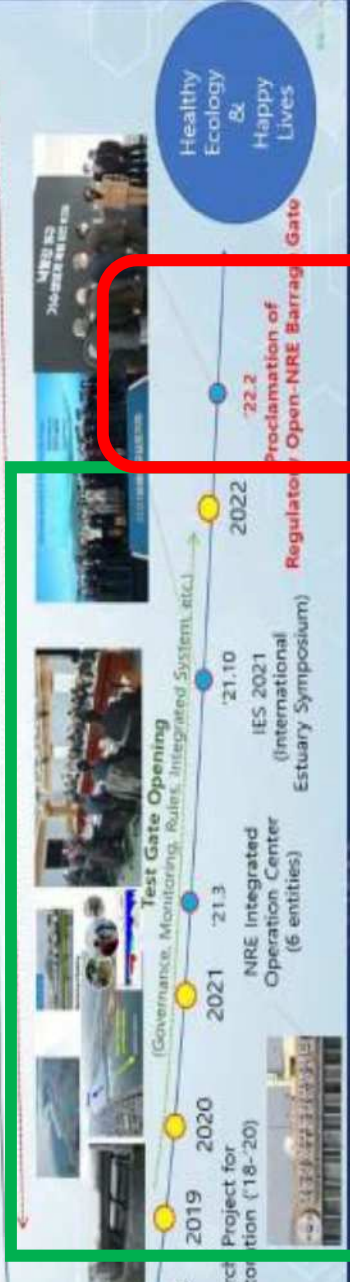 Healthy
Ecology
&
Happy
Lives
Test Gate Opening
(Governance, Monitoring, Rules, Integrated System, etc.)
2019
2020
2021
'21.3
'21.10
2022
'22.2
ch Project for
('18-'20)
NRE Integrated
Operation Center
(6 entities)
IES 2021
(International
Estuary Symposium)
Proclamation of
Regulatory Open-NRE Barrage Gate